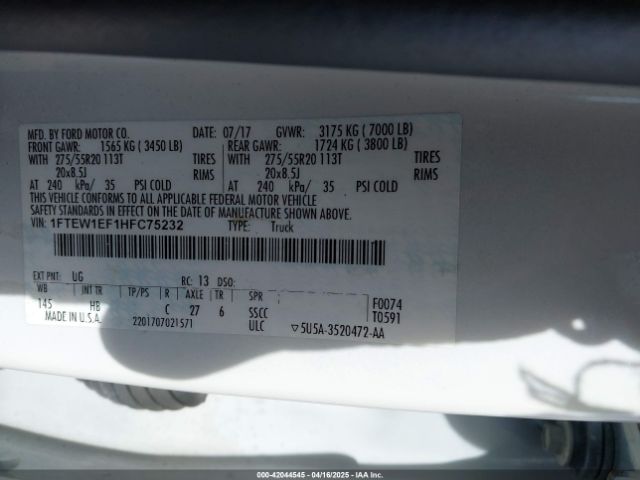 MFD. BY FORD MOTOR CO. DATE: 07/17 GVWR: 3175 KG ( 7000 LB)
FRONT GAWR: 1565 KG ( 3450 LB) REAR GAWR: 1724 KG ( 3800 LB)
WITH 275/55R20 113T TIRES WITH 275/55R20 113T TIRES
20x8.5J RIMS 20x8.5J RIMS
AT 240 kPa/ 35 PSI COLD AT 240 kPa/ 35 PSI COLD
THIS VEHICLE CONFORMS TO ALL APPLICABLE FEDERAL MOTOR VEHICLE
SAFETY STANDARDS IN EFFECT ON THE DATE OF MANUFACTURE SHOWN ABOVE.
VIN: 1FTEW1EF1HFC75232 TYPE: Truck
EXT PNT: UG RC: 13 DSO:
WB INT TR TP/PS R AXLE TR SPR
145 HB C 27 6 SSCC F0074
MADE IN U.S.A. 2201707021571 ULC T0591
▽5U5A-3520472-AA
000-42044545 - 04/16/2025 - IAA Inc.